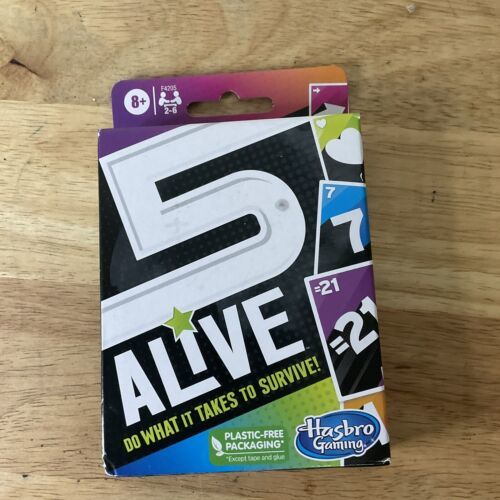 8+
F4205
2-6
5
ALiVE
DO WHAT IT TAKES TO SURVIVE!
7
7
=21
=21
PLASTIC-FREE
PACKAGING*
*Except tape and glue
Hasbro
Gaming